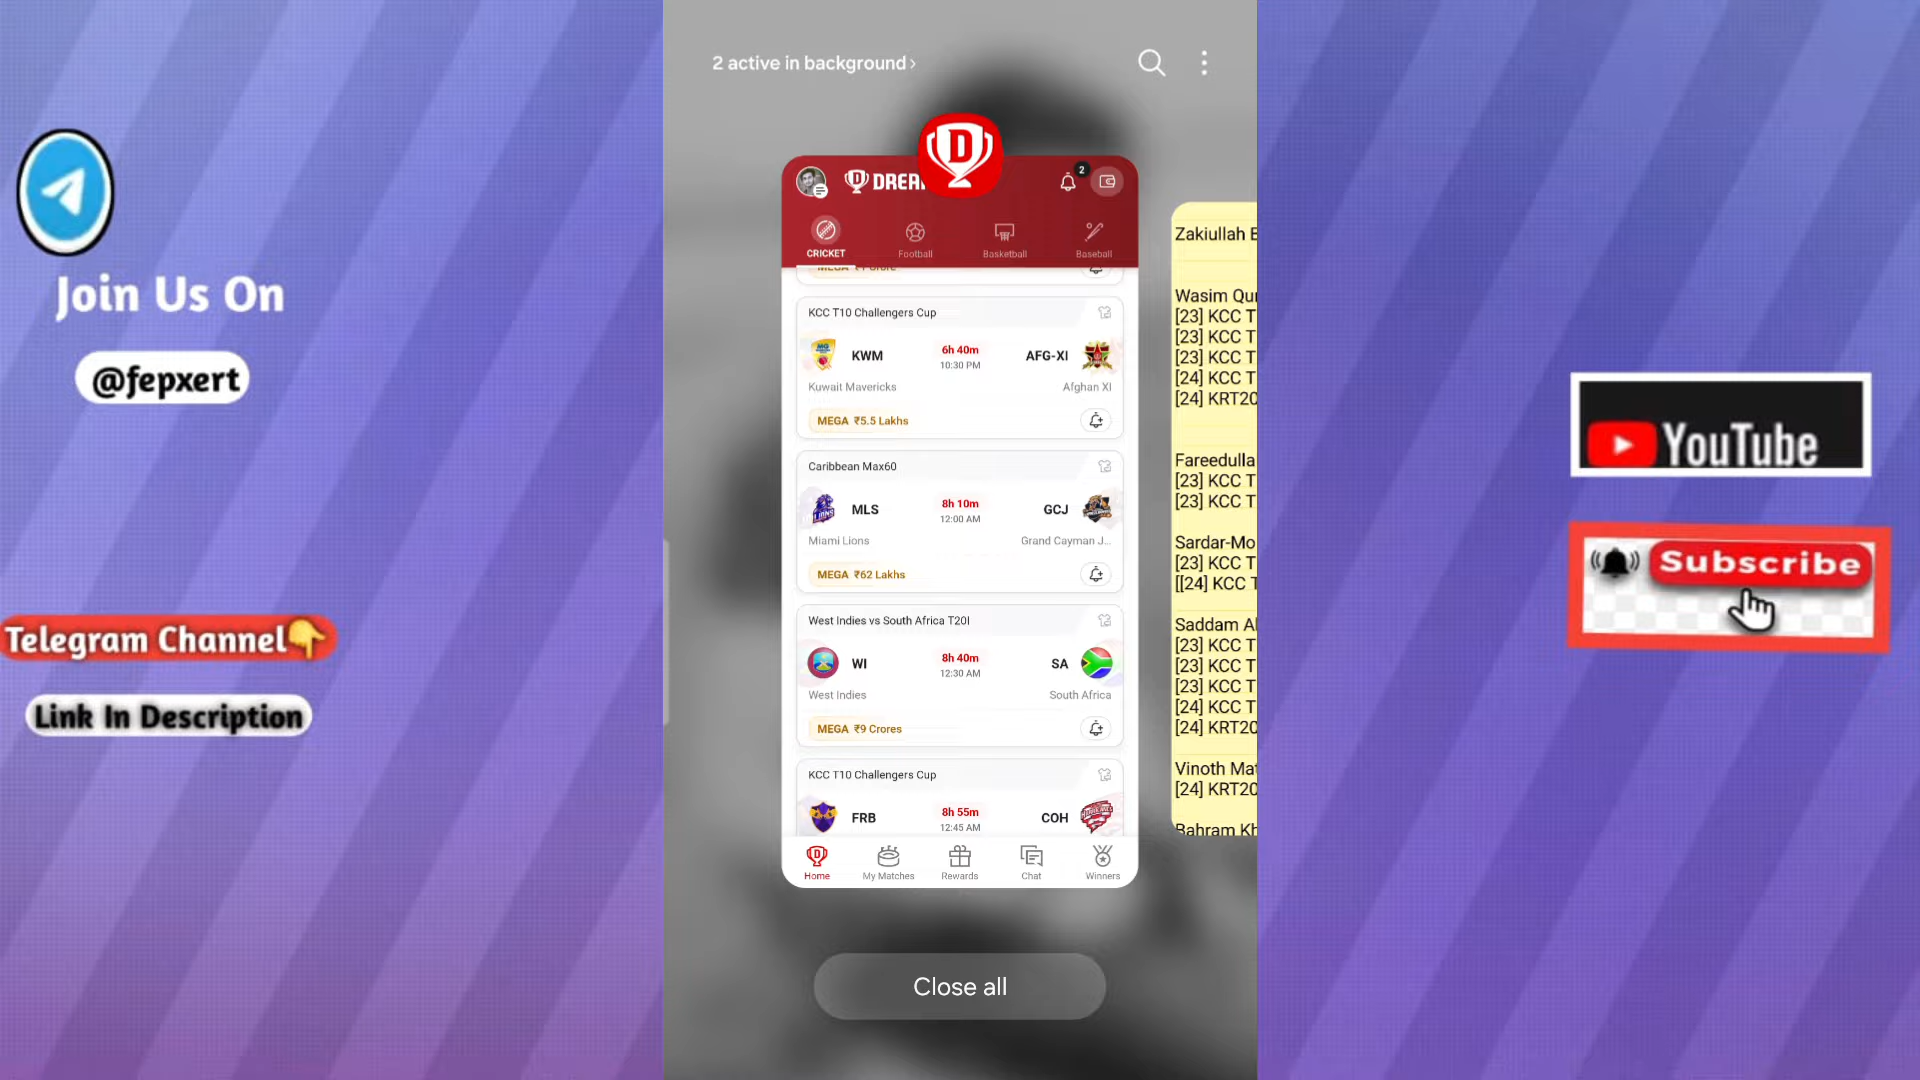 Join Us On
@fepxert
Telegram Channel
Link In Description
2 active in background ›
D
DREA
2
CRICKET
Football
Basketball
Baseball
KCC T10 Challengers Cup
KWM
6h 40m
10:30 PM
AFG-XI
Kuwait Mavericks
Afghan XI
MEGA ₹5.5 Lakhs
Caribbean Max60
MLS
8h 10m
12:00 AM
GCJ
Miami Lions
Grand Cayman J...
MEGA ₹62 Lakhs
West Indies vs South Africa T20I
WI
8h 40m
12:30 AM
SA
West Indies
South Africa
MEGA ₹9 Crores
KCC T10 Challengers Cup
FRB
8h 55m
12:45 AM
COH
Home
My Matches
Rewards
Chat
Winners
Close all
Zakiullah E
Wasim Qur
[23] KCC T
[23] KCC T
[23] KCC T
[24] KCC T
[24] KRT20
Fareedulla
[23] KCC T
[23] KCC T
Sardar-Mo
[23] KCC T
[[24] KCC T
Saddam Al
[23] KCC T
[23] KCC T
[23] KCC T
[24] KCC T
[24] KRT20
Vinoth Mat
[24] KRT20
Bahram Kh
YouTube
Subscribe